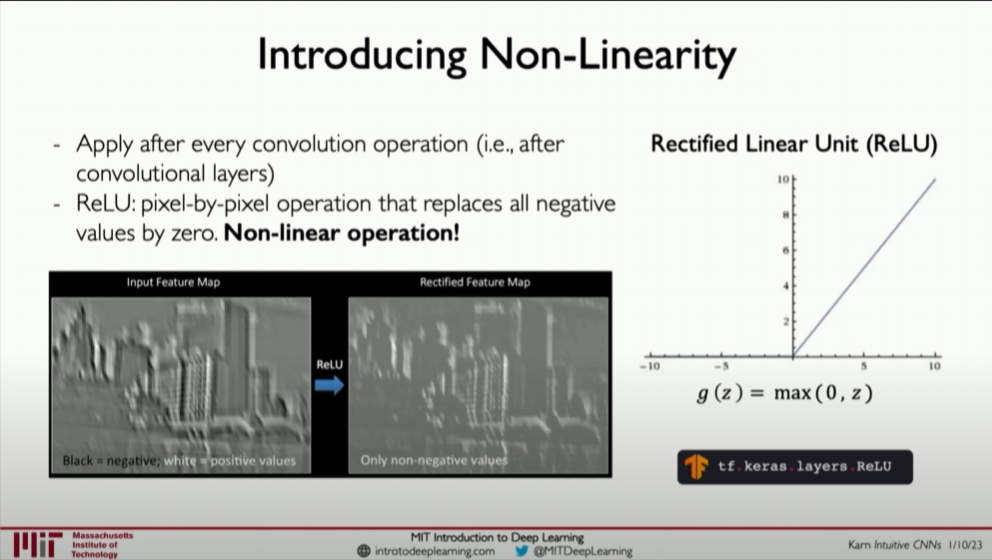 Introducing Non-Linearity
- Apply after every convolution operation (i.e., after
convolutional layers)
- ReLU: pixel-by-pixel operation that replaces all negative
values by zero. Non-linear operation!
Input Feature Map
Rectified Feature Map
ReLU
Black = negative; white = positive values
Only non-negative values
Rectified Linear Unit (ReLU)
10
8
6
4
2
-10
-5
5
10
g(z) = max(0, z)
tf.keras.layers.ReLU
MIT
Massachusetts
Institute of
Technology
MIT Introduction to Deep Learning
introtodeeplearning.com @MITDeepLearning
Karn Intuitive CNNs 1/10/23